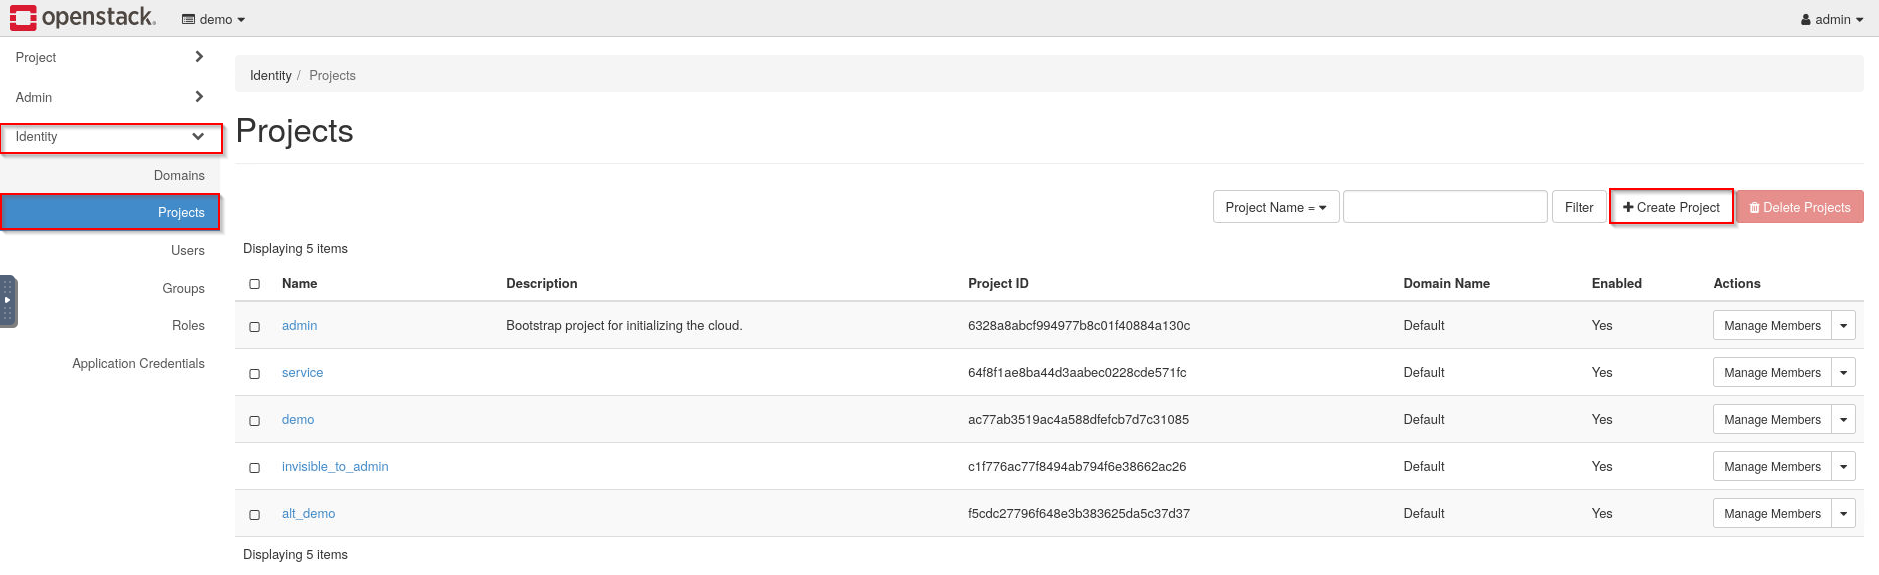 openstack. demo admin
Project
Admin
Identity
Domains
Projects
Users
Groups
Roles
Application Credentials
Identity / Projects
Projects
Project Name = Filter Create Project Delete Projects
Displaying 5 items
Name Description Project ID Domain Name Enabled Actions
admin Bootstrap project for initializing the cloud. 6328a8abcf994977b8c01f40884a130c Default Yes Manage Members
service 64f8f1ae8ba44d3aabec0228cde571fc Default Yes Manage Members
demo ac77ab3519ac4a588dfefcb7d7c31085 Default Yes Manage Members
invisible_to_admin c1f776ac77f8494ab794f6e38662ac26 Default Yes Manage Members
alt_demo f5cdc27796f648e3b383625da5c37d37 Default Yes Manage Members
Displaying 5 items